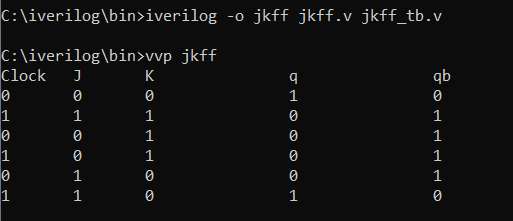 C:\iverilog\bin>iverilog -o jkff jkff.v jkff_tb.v
C:\iverilog\bin>vvp jkff
Clock J K q qb
0 0 0 1 0
1 1 1 0 1
0 0 1 0 1
1 0 1 0 1
0 1 0 0 1
1 1 0 1 0